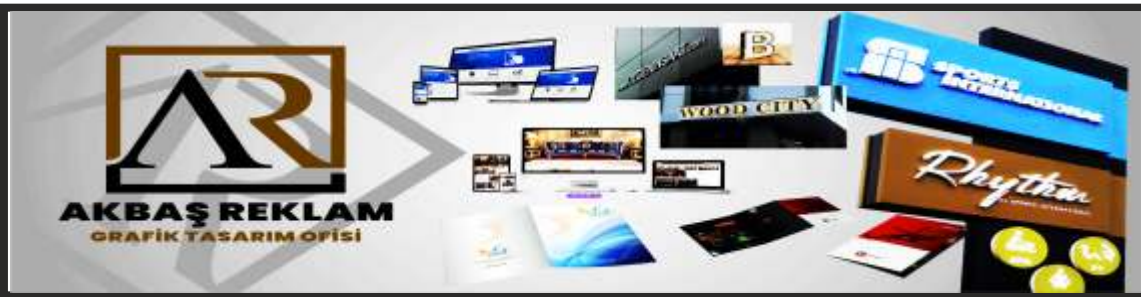 AR
AKBAŞ REKLAM
GRAFİK TASARIM OFİSİ
B
WOOD CITY
SPORTS
INTERNATIONAL
Rhythm